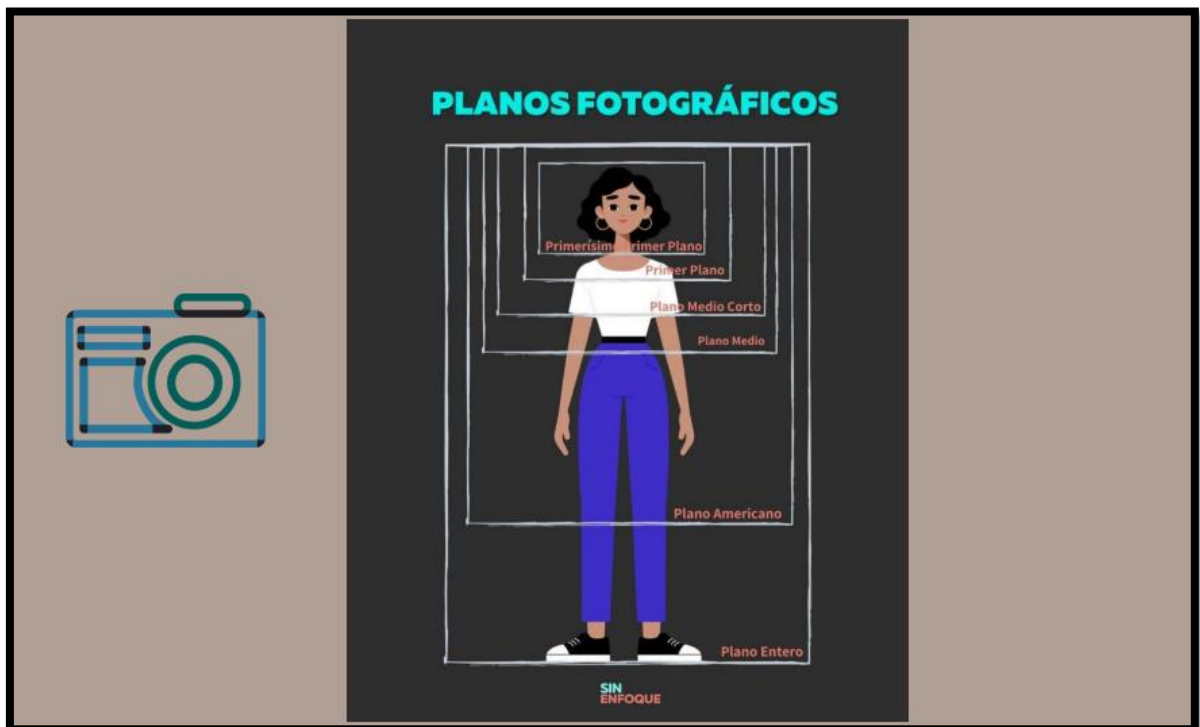 PLANOS FOTOGRÁFICOS
Primerísimo Primer Plano
Primer Plano
Plano Medio Corto
Plano Medio
Plano Americano
Plano Entero
SIN
ENFOQUE